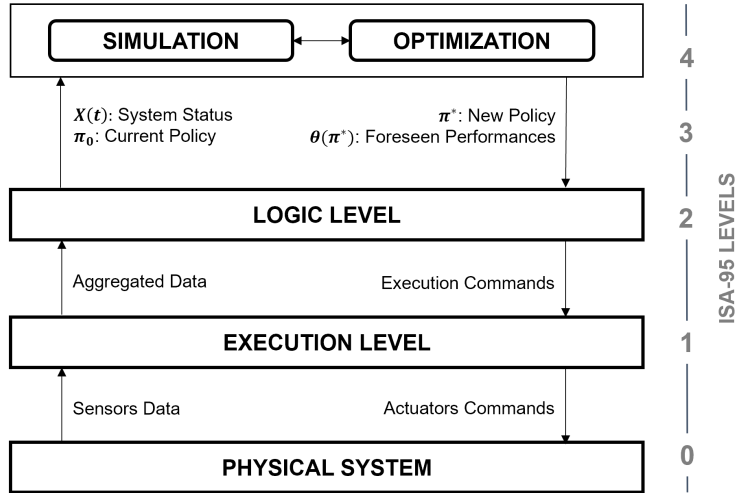 SIMULATION
OPTIMIZATION
4
X(t): System Status
π₀: Current Policy
π*: New Policy
θ(π*): Foreseen Performances
3
LOGIC LEVEL
2
Aggregated Data
Execution Commands
EXECUTION LEVEL
1
Sensors Data
Actuators Commands
PHYSICAL SYSTEM
0
ISA-95 LEVELS